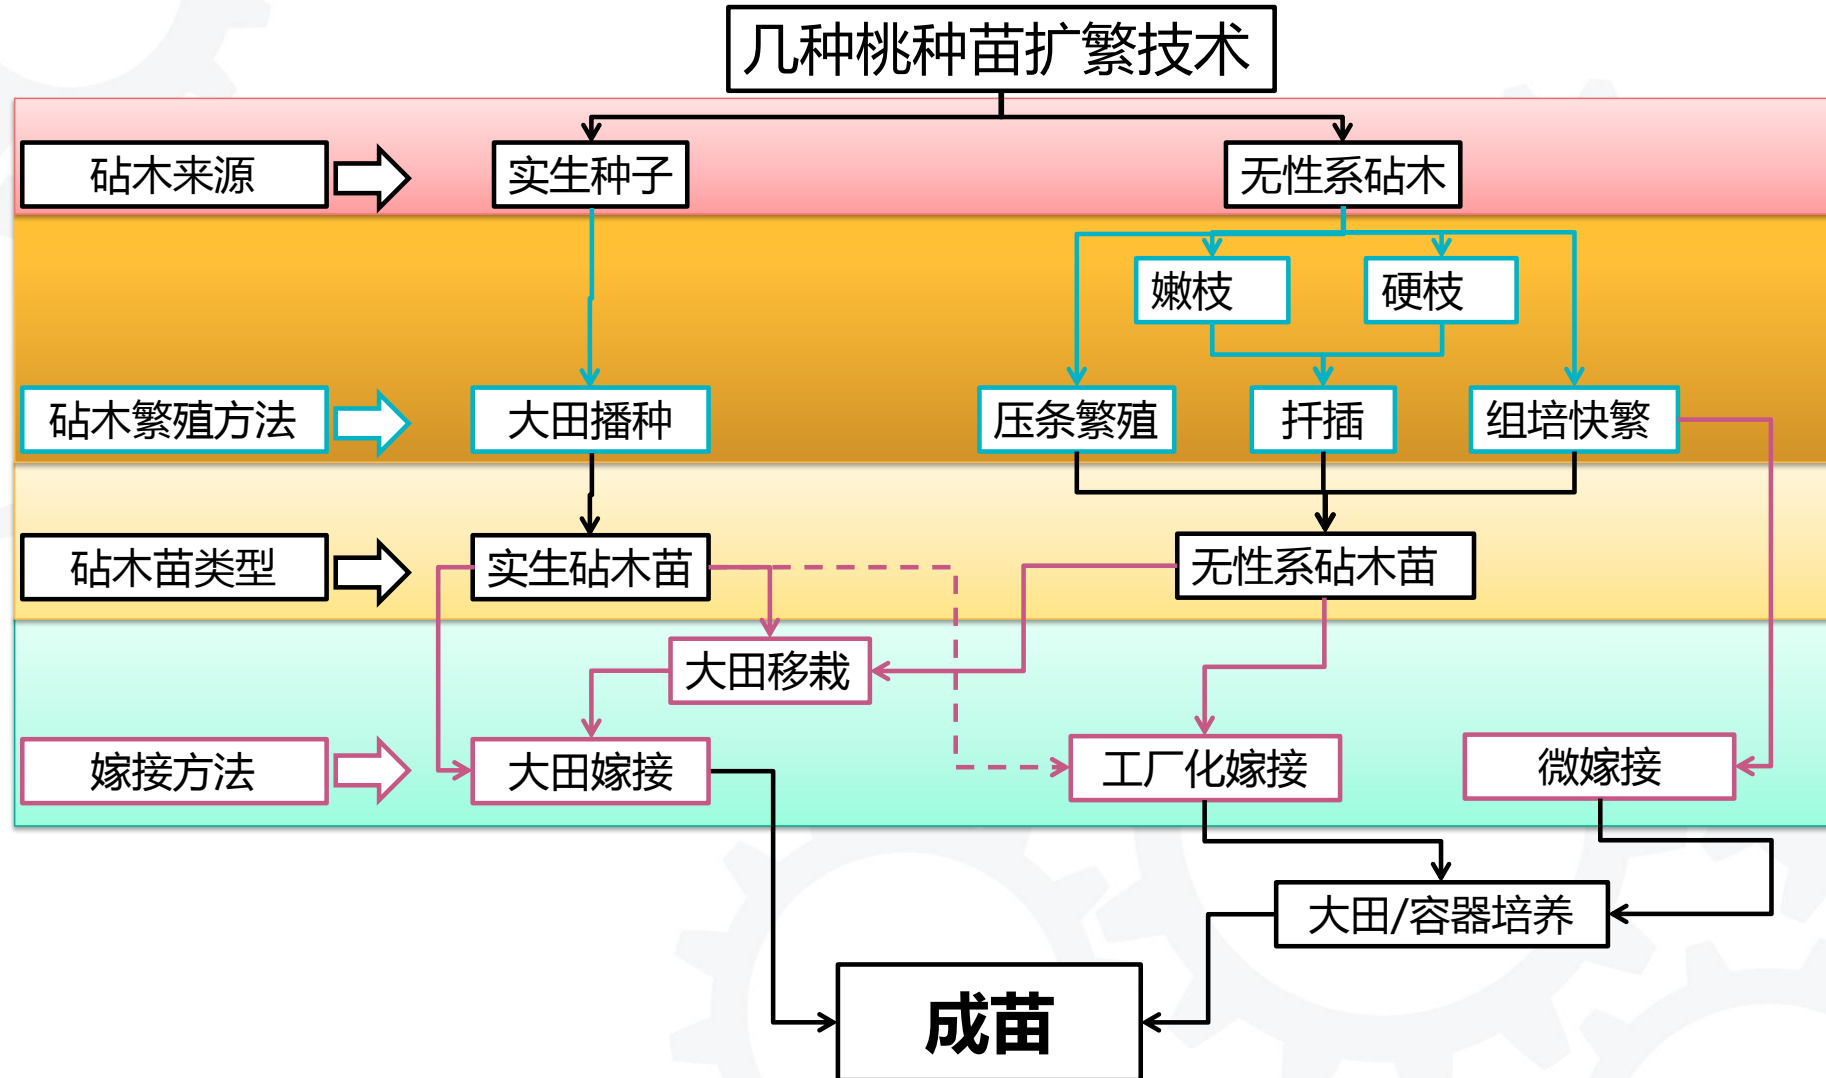 几种桃种苗扩繁技术
砧木来源
实生种子
无性系砧木
嫩枝
硬枝
砧木繁殖方法
大田播种
压条繁殖
扦插
组培快繁
砧木苗类型
实生砧木苗
无性系砧木苗
大田移栽
嫁接方法
大田嫁接
工厂化嫁接
微嫁接
大田/容器培养
成苗